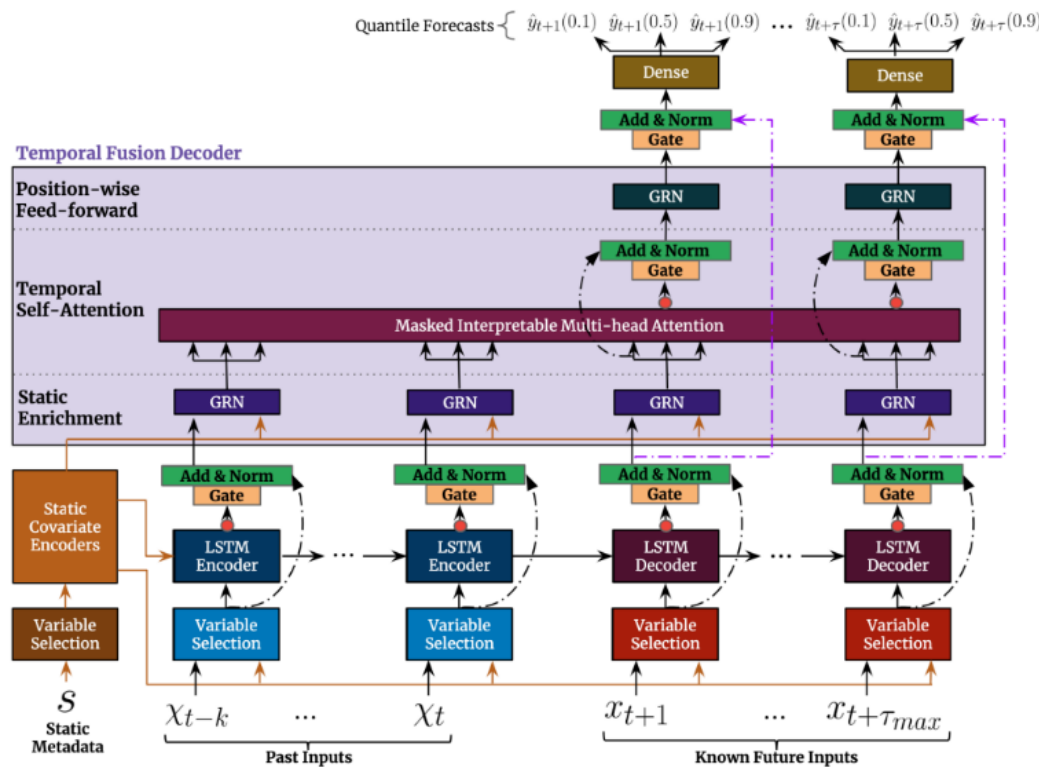 Quantile Forecasts { ŷt+1(0.1) ŷt+1(0.5) ŷt+1(0.9) ... ŷt+τ(0.1) ŷt+τ(0.5) ŷt+τ(0.9)
Dense Dense
Add & Norm Add & Norm
Gate Gate
Temporal Fusion Decoder
Position-wise
Feed-forward
GRN GRN
Add & Norm Add & Norm
Gate Gate
Temporal
Self-Attention
Masked Interpretable Multi-head Attention
Static
Enrichment
GRN GRN GRN GRN
Add & Norm Add & Norm Add & Norm Add & Norm
Gate Gate Gate Gate
Static
Covariate
Encoders
LSTM
Encoder
...
LSTM
Encoder
LSTM
Decoder
...
LSTM
Decoder
Variable
Selection
Variable
Selection
Variable
Selection
Variable
Selection
Variable
Selection
s
Static
Metadata
χt−k ... χt xt+1 ... xt+τmax
Past Inputs Known Future Inputs